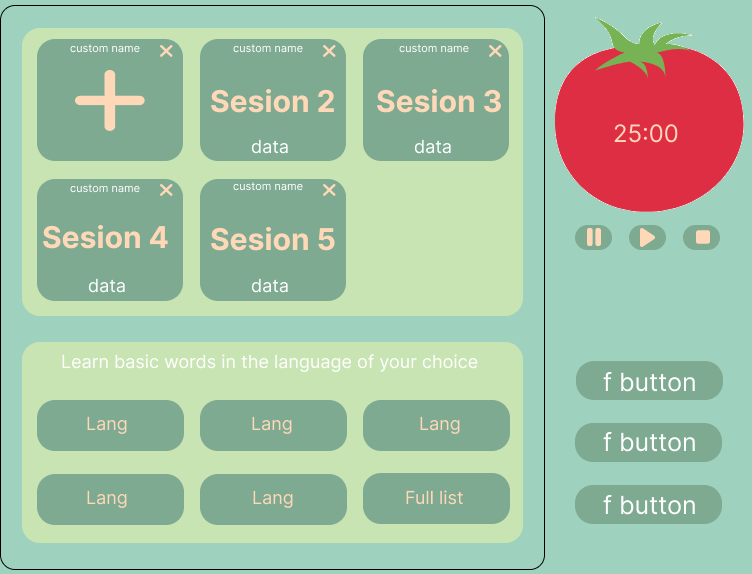 custom name
custom name
custom name
Sesion 2
Sesion 3
data
data
custom name
custom name
Sesion 4
Sesion 5
data
data
Learn basic words in the language of your choice
Lang
Lang
Lang
Lang
Lang
Full list
25:00
f button
f button
f button